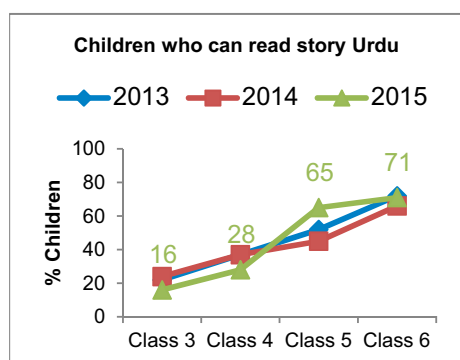 Children who can read story Urdu
2013 2014 2015
100
80
60
40
20
0
% Children
16
28
65
71
Class 3 Class 4 Class 5 Class 6